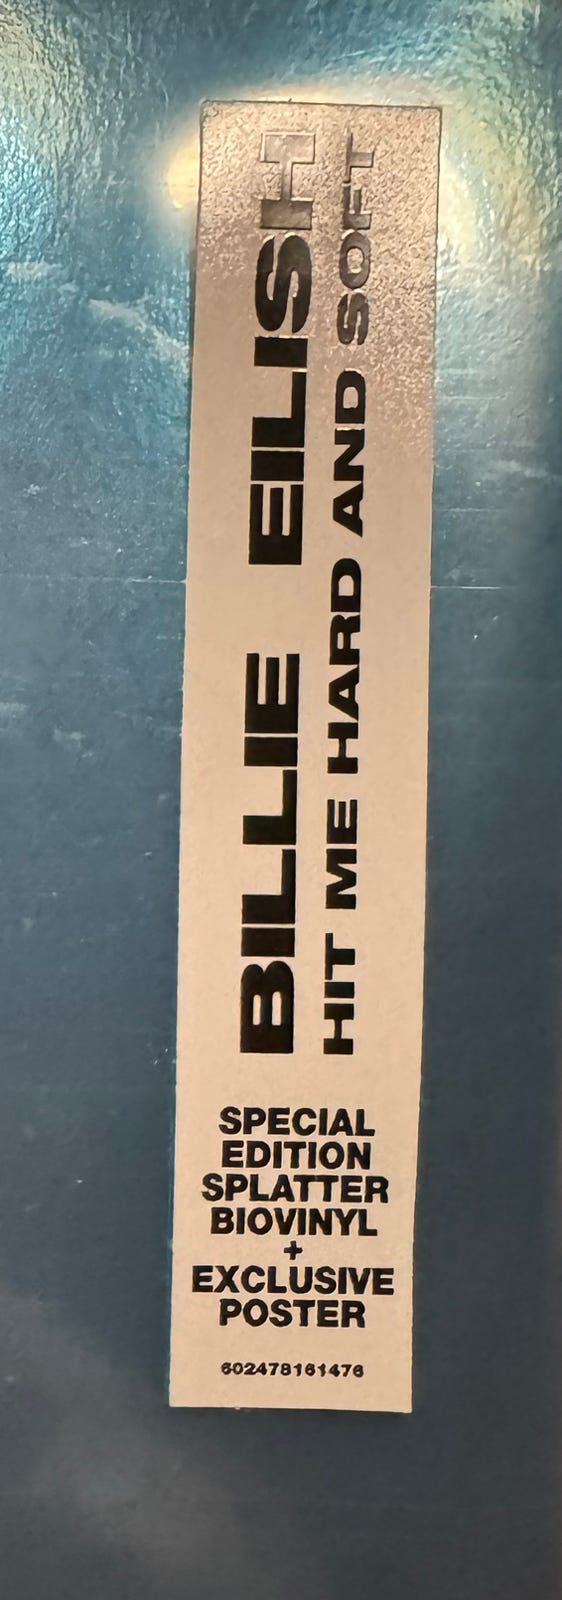 BILLIE EILISH
HIT ME HARD AND SOFT
SPECIAL
EDITION
SPLATTER
BIOVINYL
+
EXCLUSIVE
POSTER
602478161476